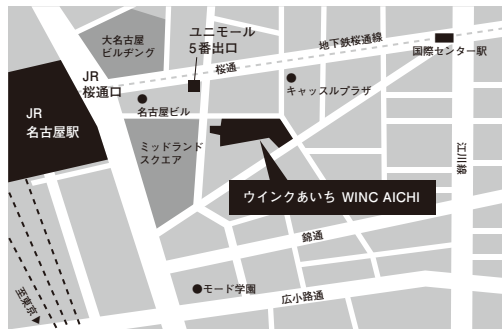 大名古屋
ビルヂング
ユニモール
5番出口
地下鉄桜通線
国際センター駅
JR
桜通口
桜通
キャッスルプラザ
名古屋ビル
JR
名古屋駅
ミッドランド
スクエア
江川線
ウインクあいち WINC AICHI
錦通
モード学園
広小路通
至東京